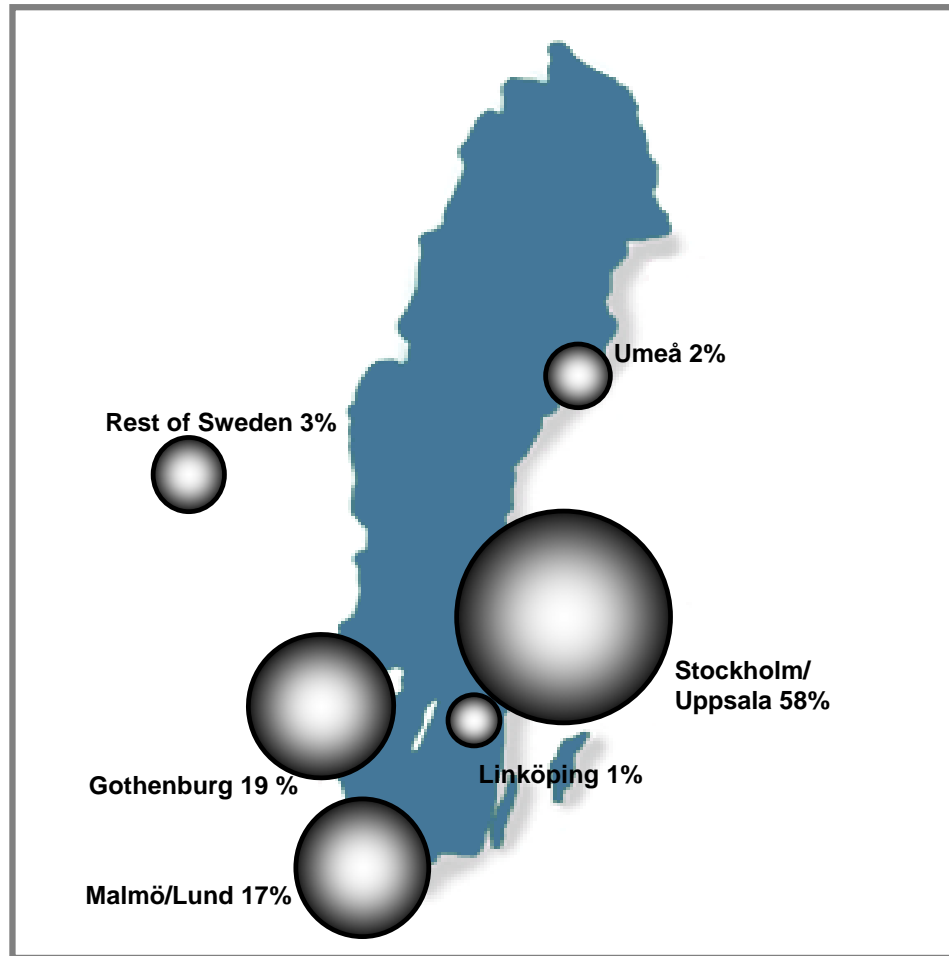 Umeå 2%
Rest of Sweden 3%
Stockholm/
Uppsala 58%
Linköping 1%
Gothenburg 19 %
Malmö/Lund 17%